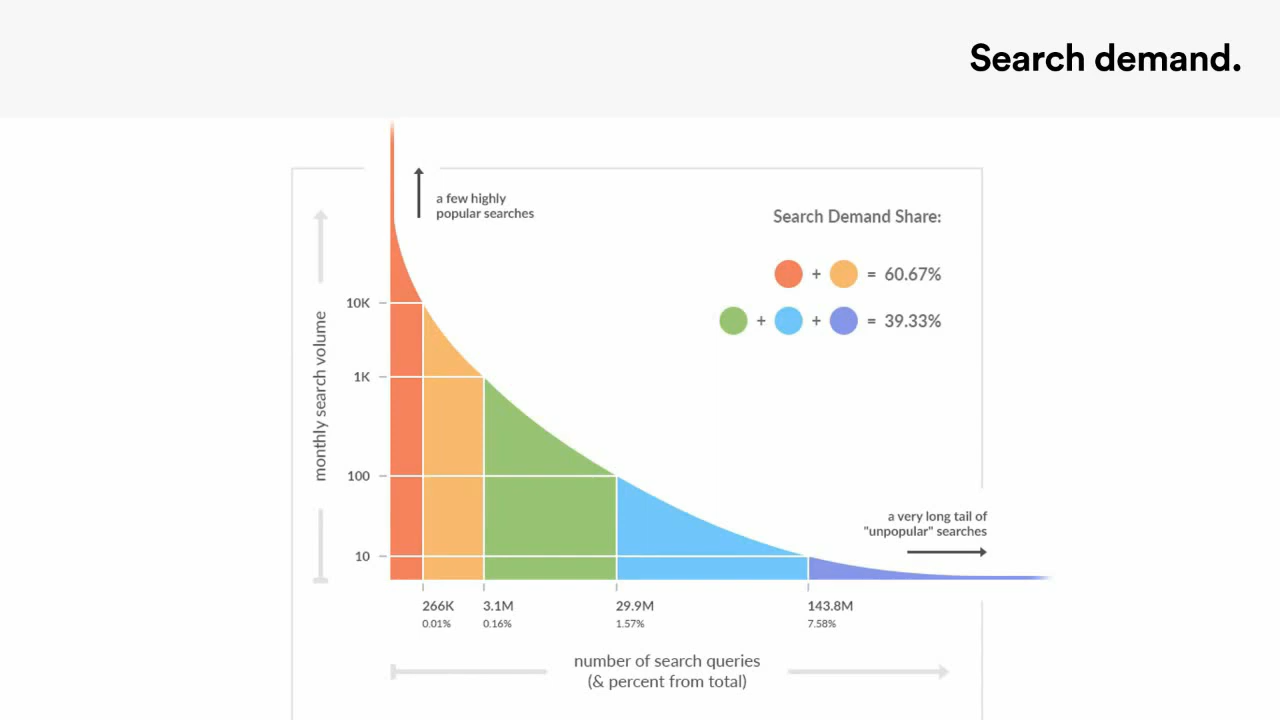 Search demand.
a few highly
popular searches
Search Demand Share:
+ = 60.67%
+ + = 39.33%
monthly search volume
10K
1K
100
10
a very long tail of
"unpopular" searches
266K 3.1M 29.9M 143.8M
0.01% 0.16% 1.57% 7.58%
number of search queries
(& percent from total)